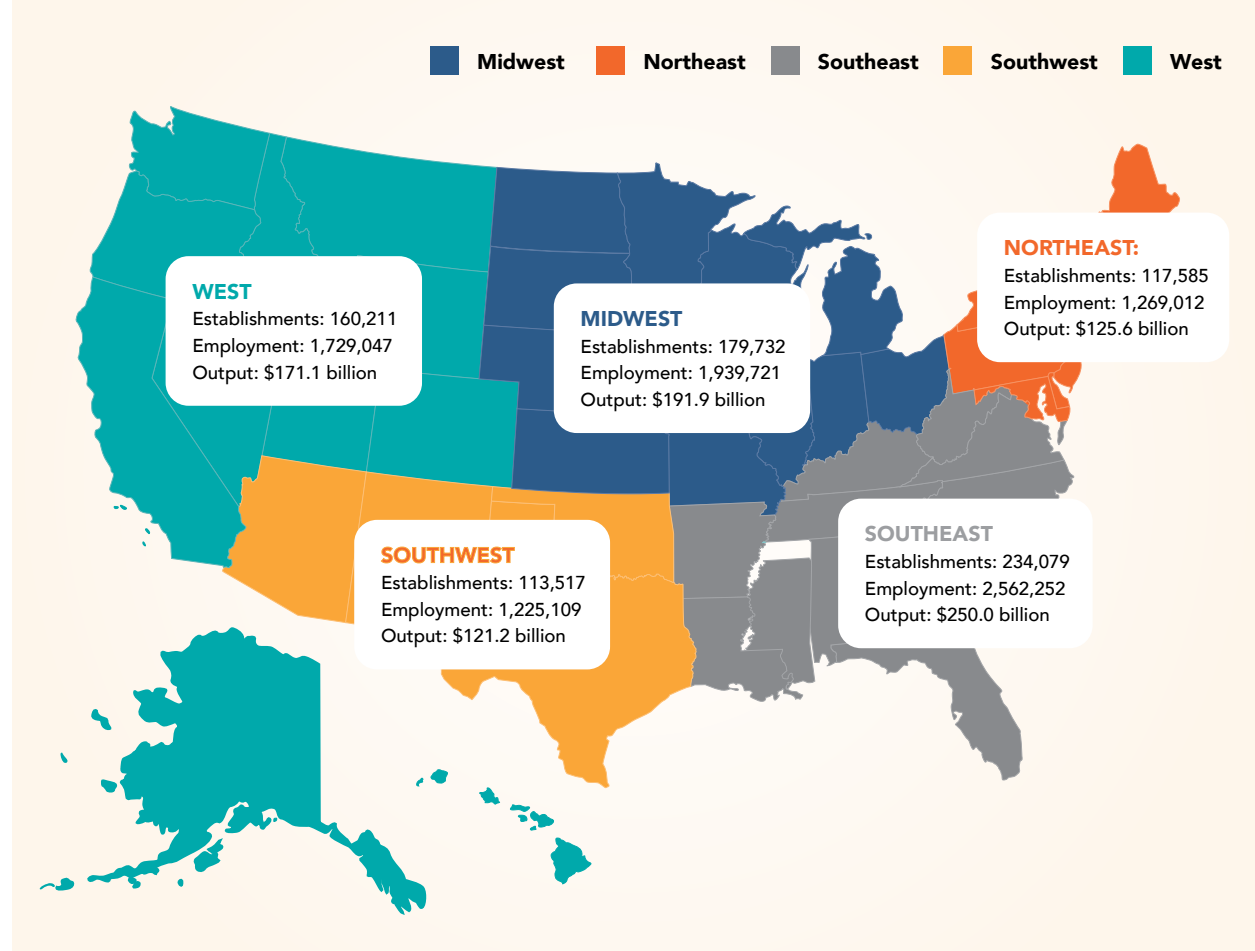 Midwest Northeast Southeast Southwest West
NORTHEAST:
Establishments: 117,585
Employment: 1,269,012
Output: $125.6 billion
WEST
Establishments: 160,211
Employment: 1,729,047
Output: $171.1 billion
MIDWEST
Establishments: 179,732
Employment: 1,939,721
Output: $191.9 billion
SOUTHWEST
Establishments: 113,517
Employment: 1,225,109
Output: $121.2 billion
SOUTHEAST
Establishments: 234,079
Employment: 2,562,252
Output: $250.0 billion